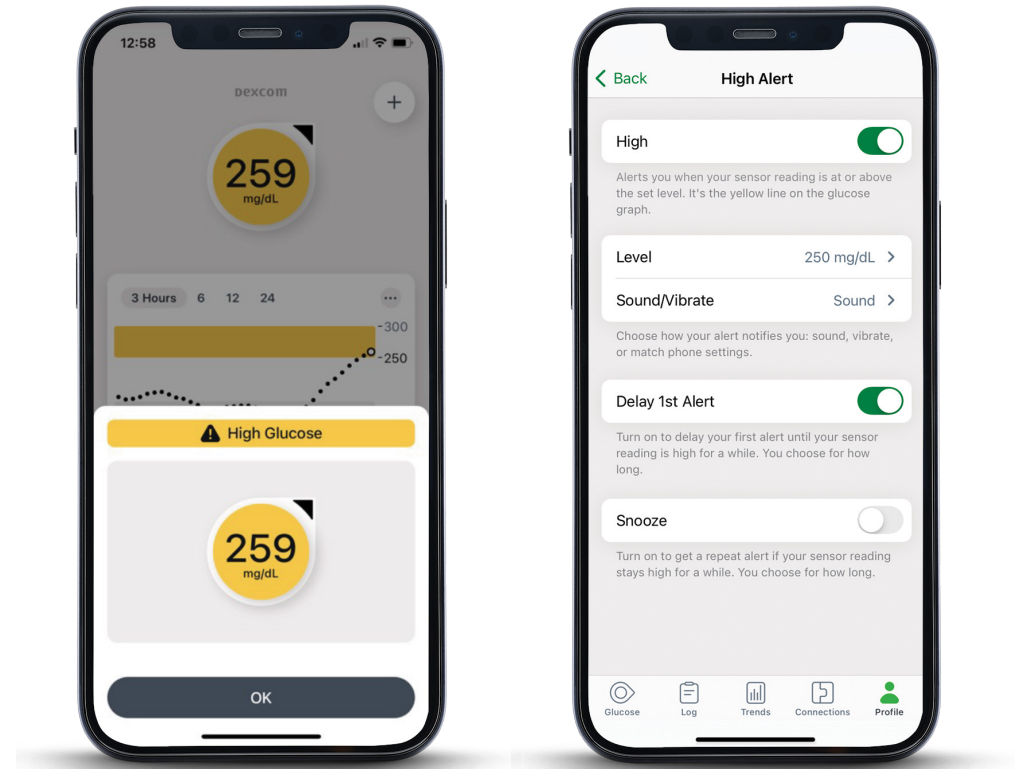 12:58
Dexcom
+
259
mg/dL
3 Hours 6 12 24 ...
-300
-250
High Glucose
259
mg/dL
OK
Back High Alert
High
Alerts you when your sensor reading is at or above
the set level. It's the yellow line on the glucose
graph.
Level 250 mg/dL
Sound/Vibrate Sound
Choose how your alert notifies you: sound, vibrate,
or match phone settings.
Delay 1st Alert
Turn on to delay your first alert until your sensor
reading is high for a while. You choose for how
long.
Snooze
Turn on to get a repeat alert if your sensor reading
stays high for a while. You choose for how long.
Glucose Log Trends Connections Profile